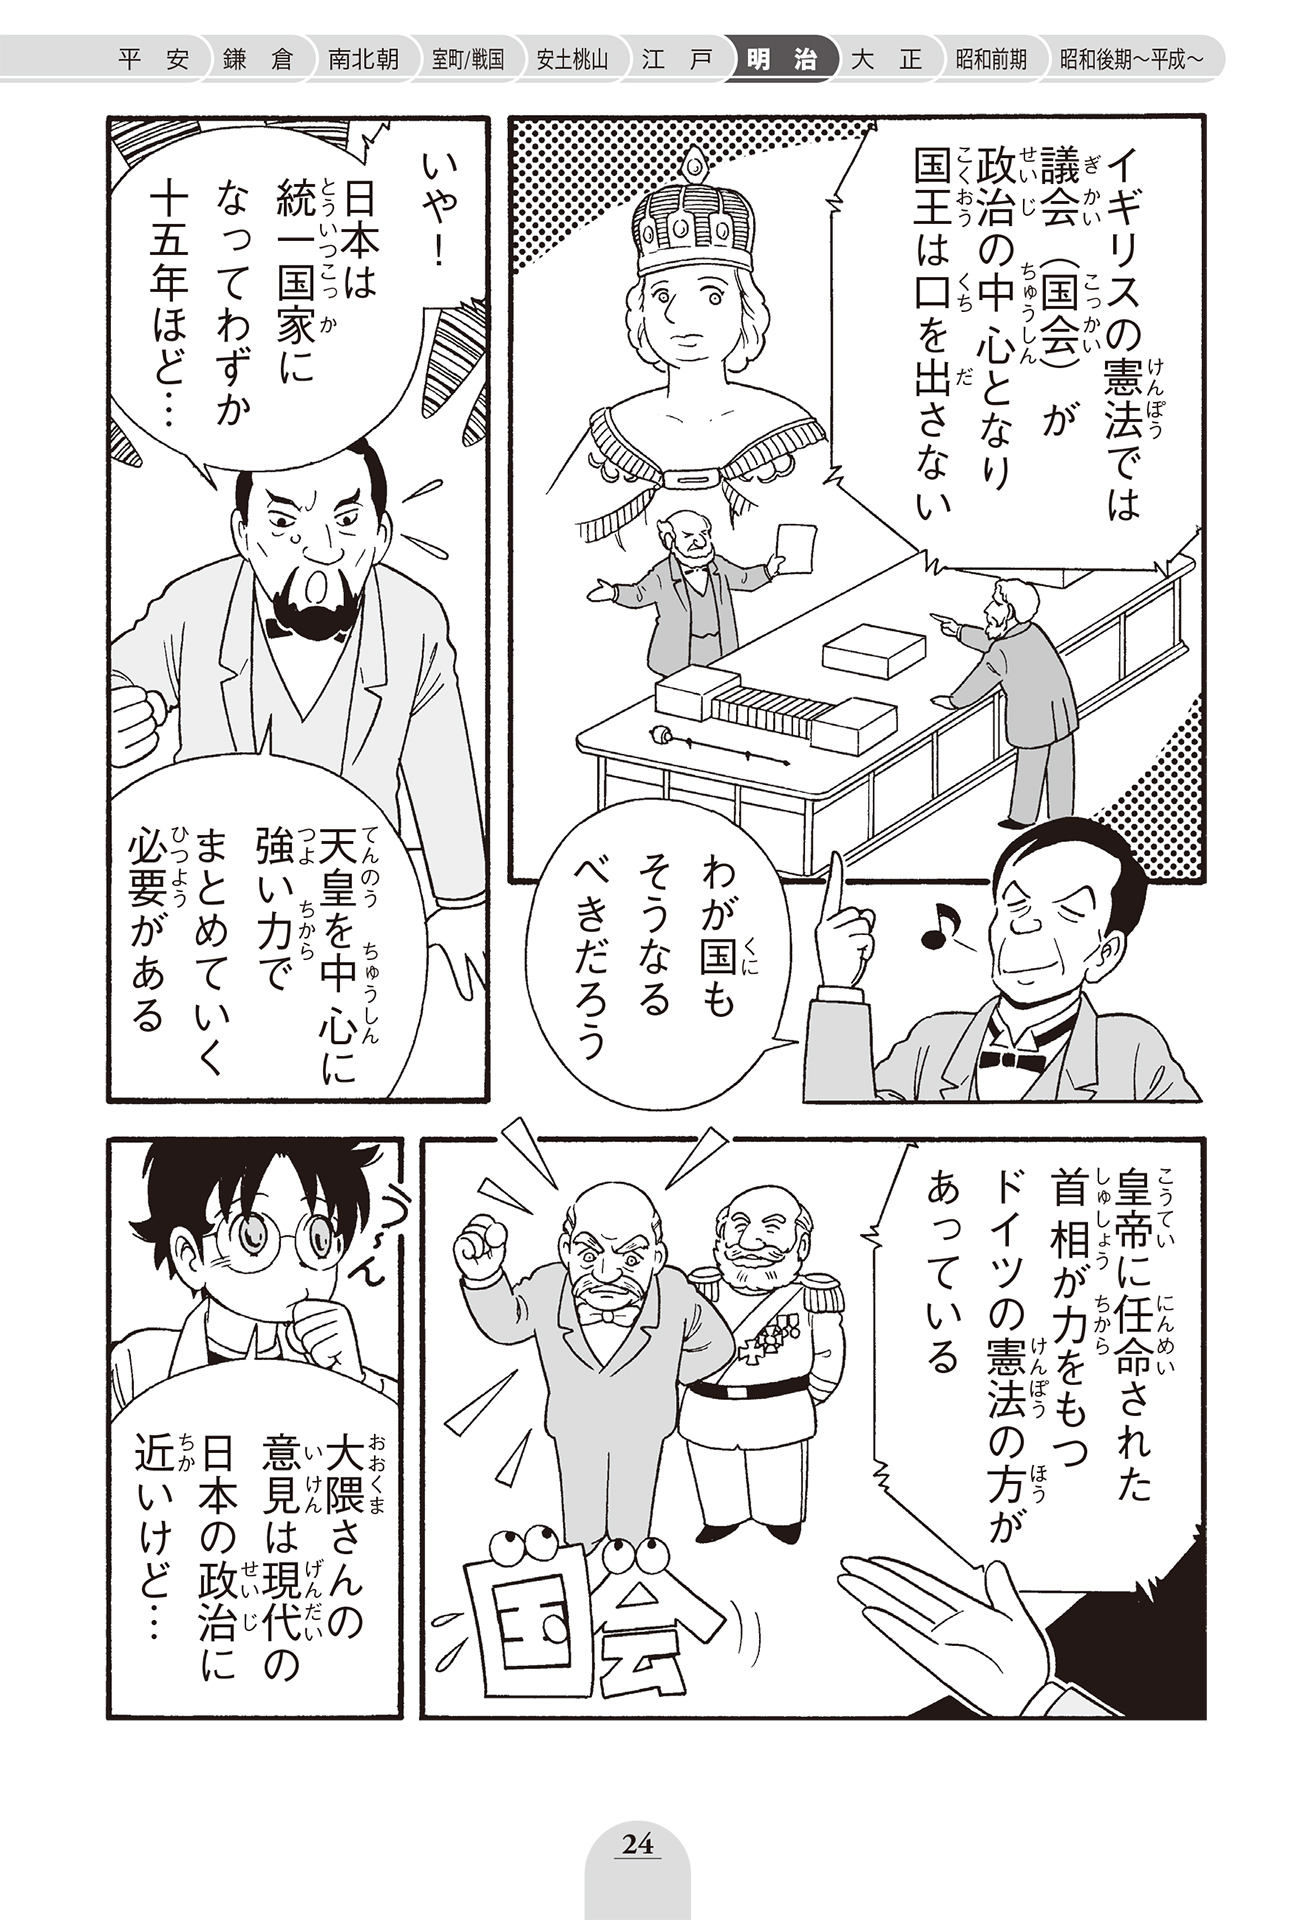 平安
鎌倉
南北朝
室町/戦国
安土桃山
江戸
明治
大正
昭和前期
昭和後期〜平成〜
イギリスの憲法では
議会（国会）が
政治の中心となり
国王は口を出さない
わが国も
そうなる
べきだろう
いや！
日本は
統一国家に
なってわずか
十五年ほど…
天皇を中心に
強い力で
まとめていく
必要がある
皇帝に任命された
首相が力をもつ
ドイツの憲法の方が
あっている
国会
う〜ん
大隈さんの
意見は現代の
日本の政治に
近いけど…
24